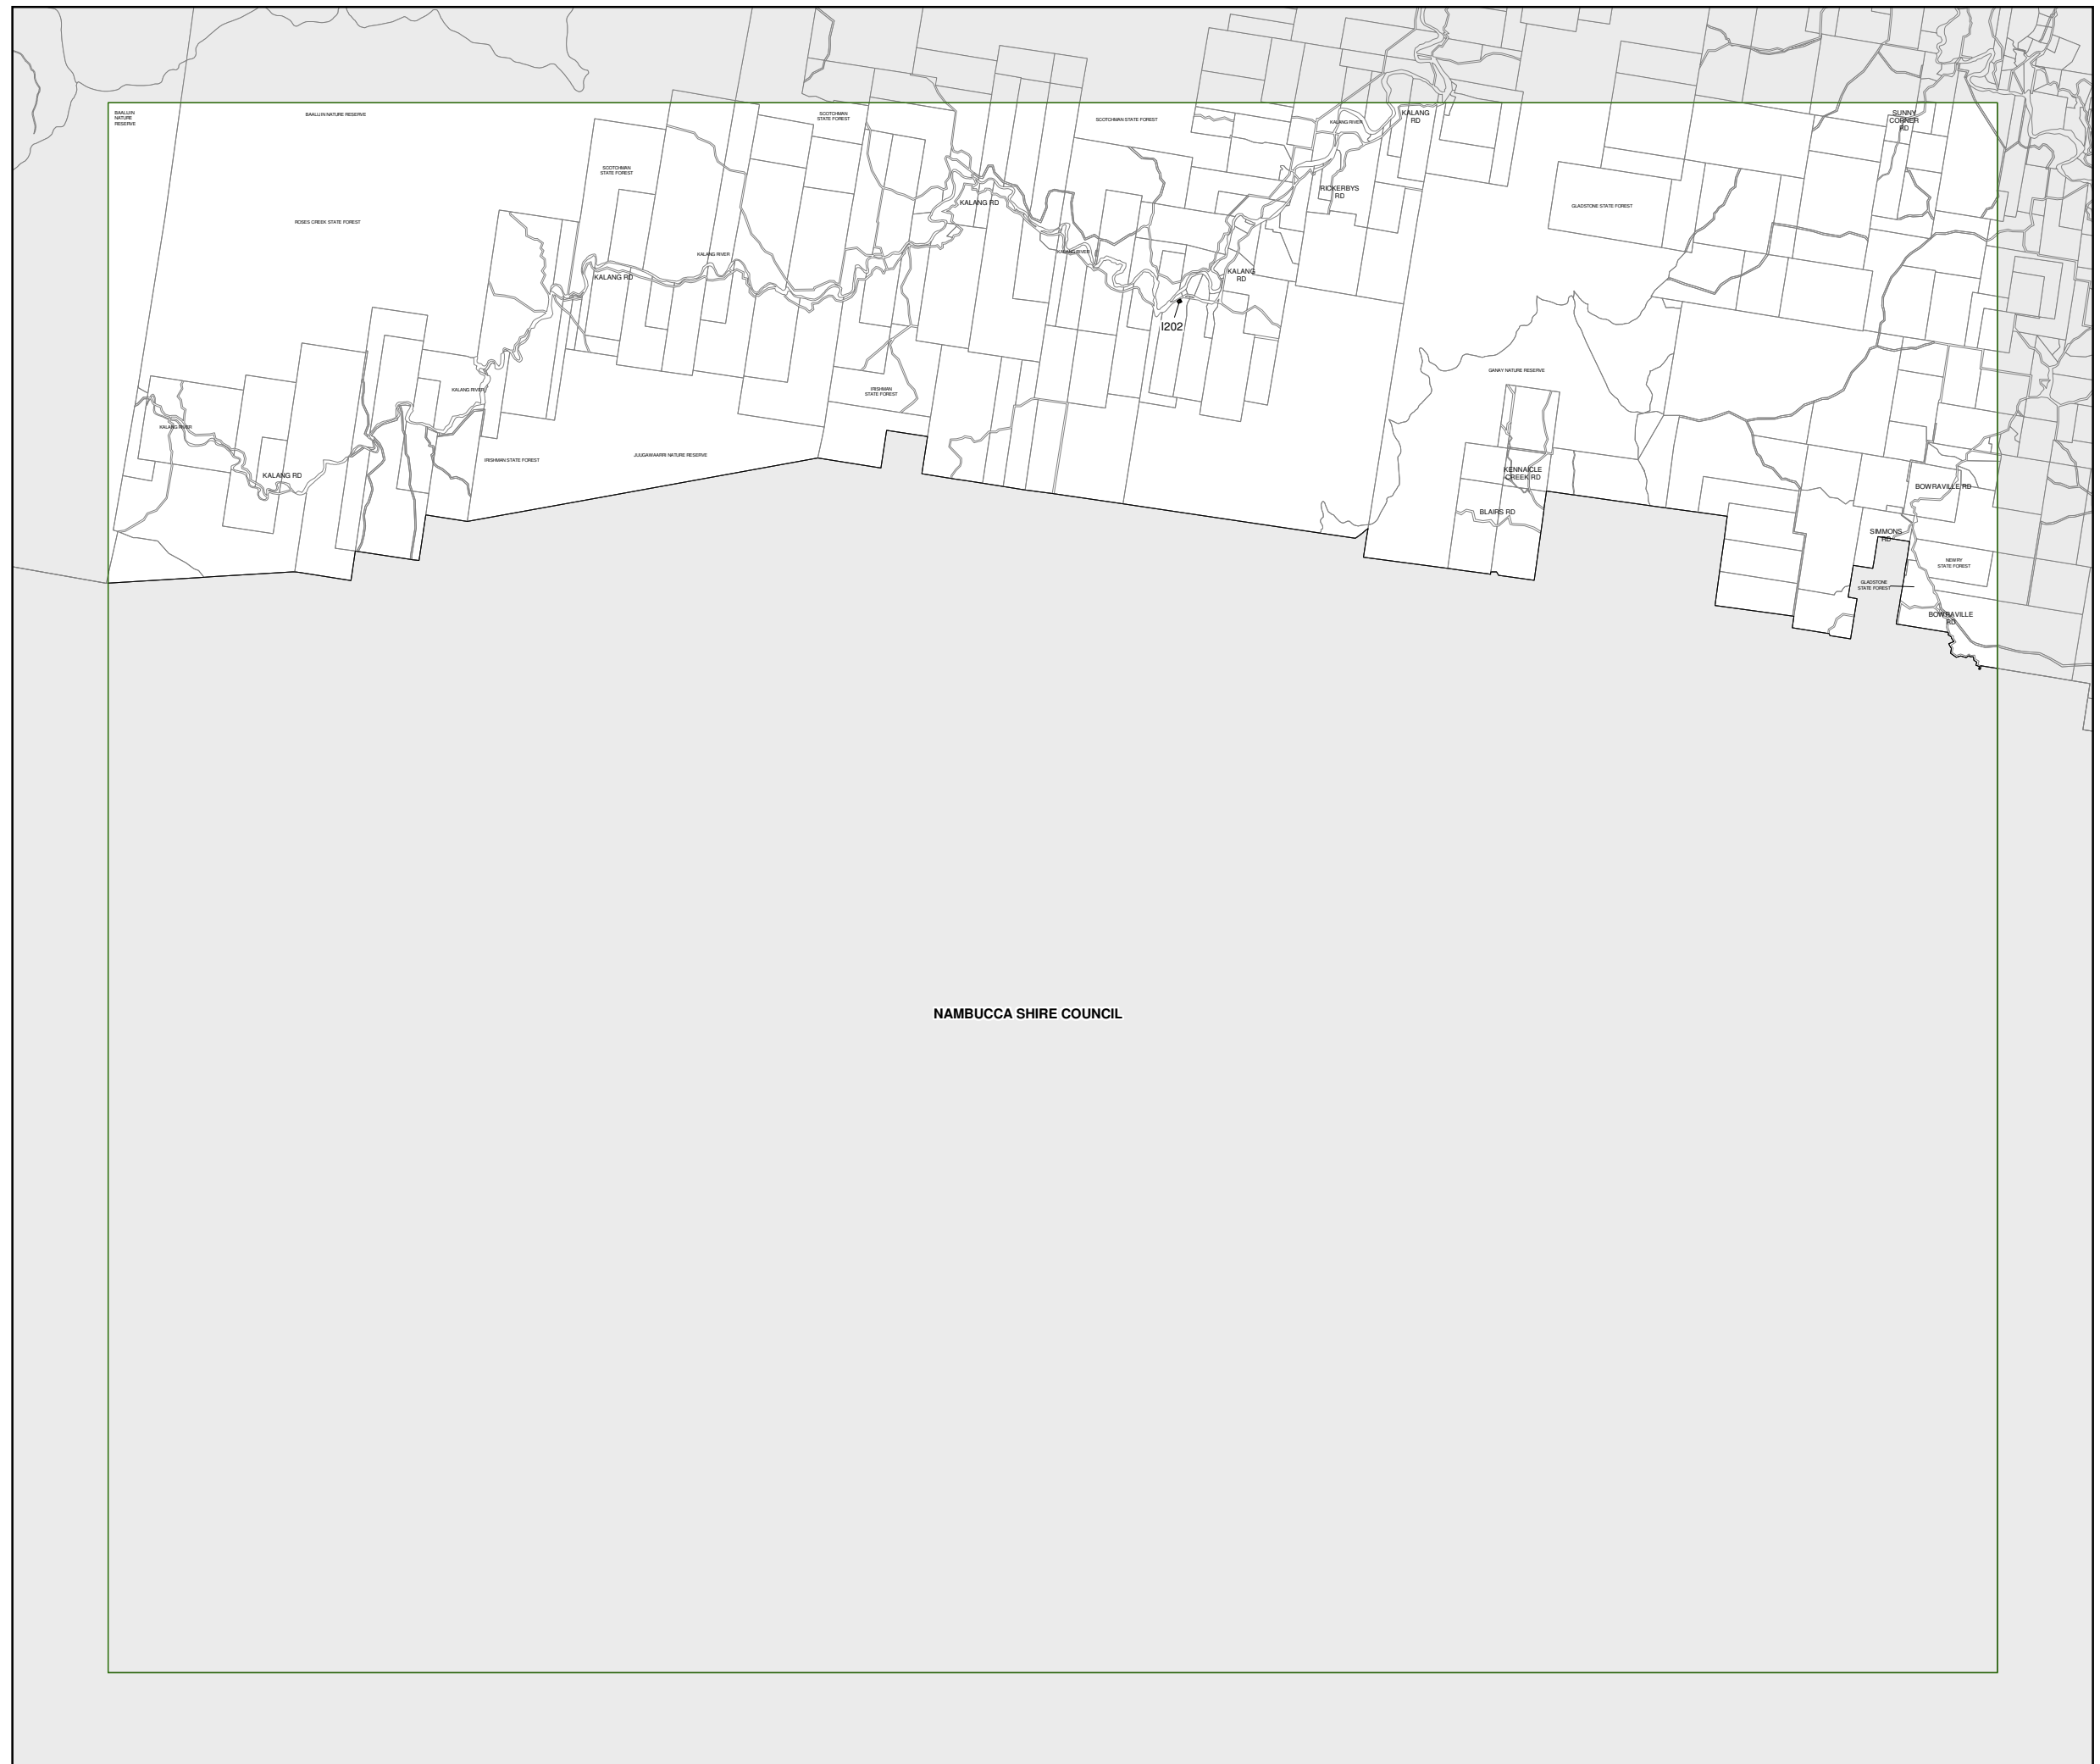 BAALIJIN
NATURE
RESERVE
BAALIJIN NATURE RESERVE
SCOTCHMAN
STATE FOREST
SCOTCHMAN STATE FOREST
KALANG RIVER
KALANG
RD
SUNNY
CORNER
RD
SCOTCHMAN
STATE FOREST
RICKERBYS
RD
KALANG RD
GLADSTONE STATE FOREST
ROSES CREEK STATE FOREST
KALANG RIVER
KALANG RIVER
KALANG RD
KALANG
RD
I202
GANAY NATURE RESERVE
KALANG RIVER
IRISHMAN
STATE FOREST
KALANG RIVER
JUUGAWAARRI NATURE RESERVE
IRISHMAN STATE FOREST
KALANG RD
KENNAICLE
CREEK RD
BOWRAVILLE RD
BLAIRS RD
SIMMONS
RD
NEWRY
STATE FOREST
GLADSTONE
STATE FOREST
BOWRAVILLE
RD
NAMBUCCA SHIRE COUNCIL